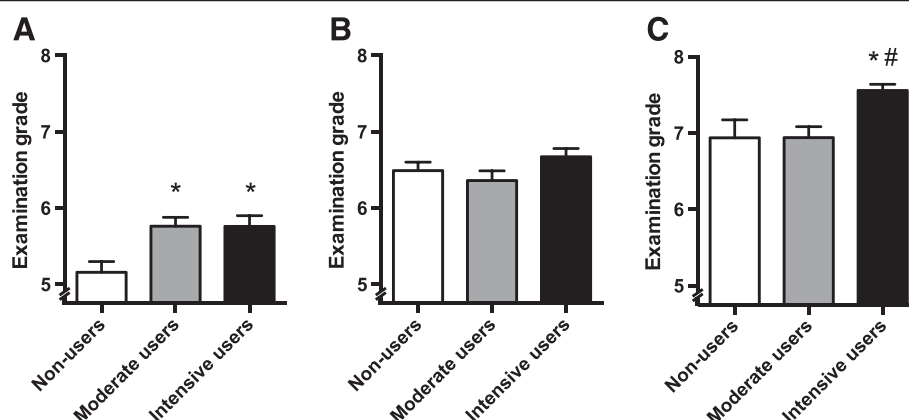 A
Examination grade
8
7
6
5
*
*
Non-users
Moderate users
Intensive users
B
Examination grade
8
7
6
5
Non-users
Moderate users
Intensive users
C
Examination grade
8
7
6
5
* #
Non-users
Moderate users
Intensive users